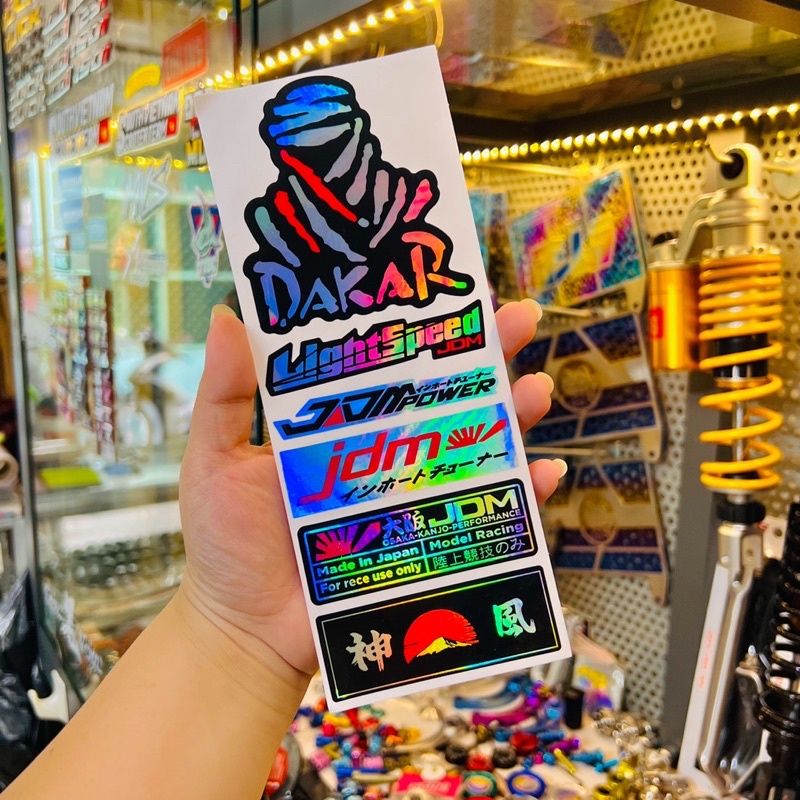 DAKAR
LightSpeed
JDM
インポートチューナー
JDM POWER
jdm
インポートチューナー
大阪 JDM
OSAKA-KANJO-PERFORMANCE
Made in Japan
Model Racing
For rece use only
陸上競技のみ
神 風